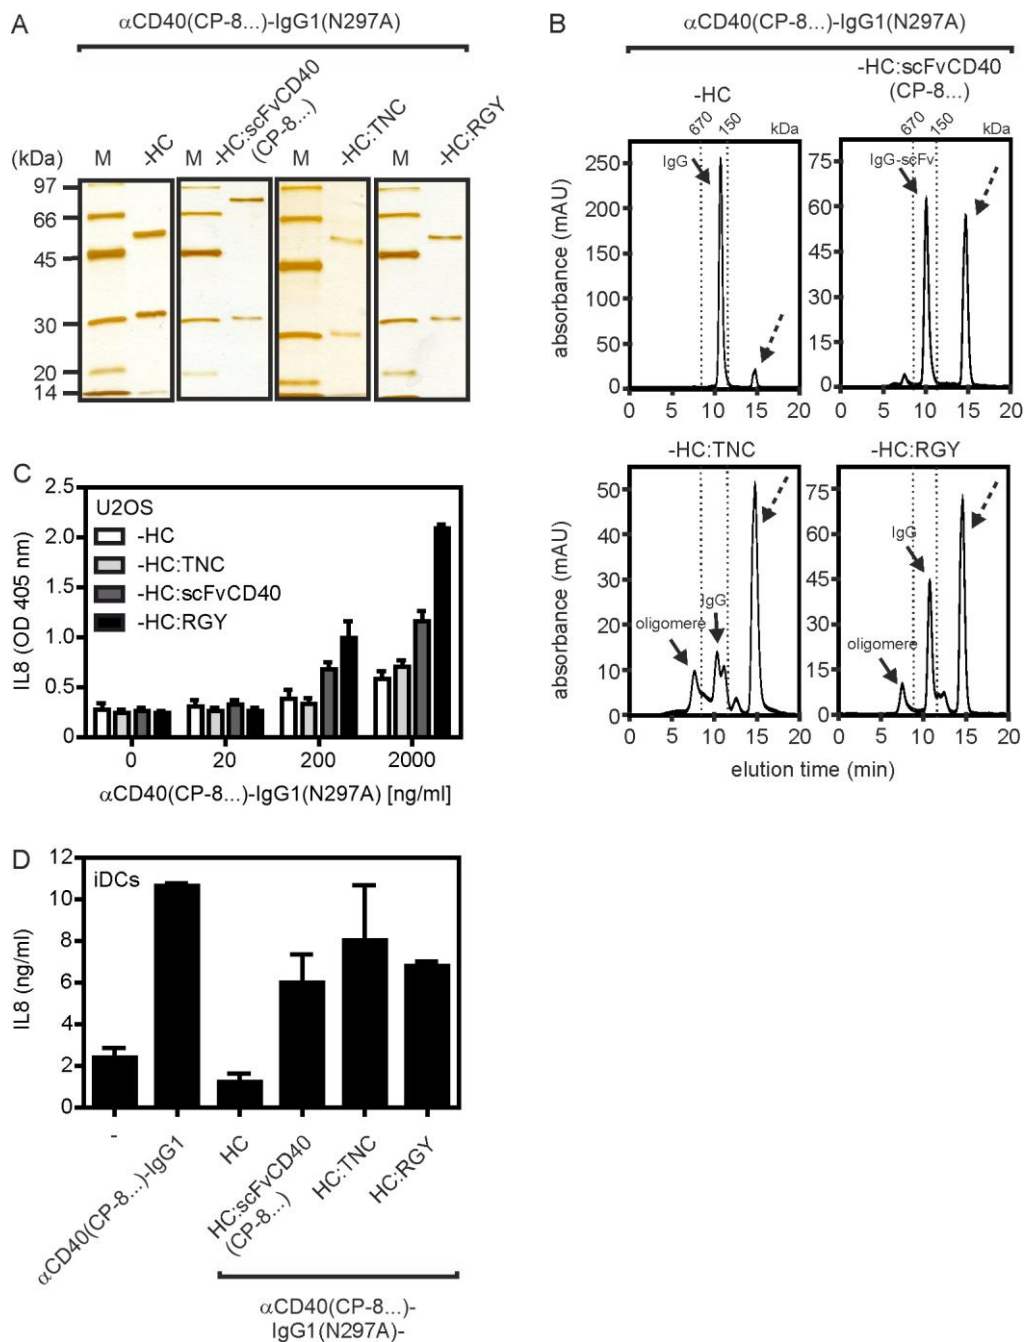 A
αCD40(CP-8...)-IgG1(N297A)
(kDa)
M
-HC
M
-HC:scFvCD40
(CP-8...)
M
-HC:TNC
M
-HC:RGY
97
66
45
30
20
14
B
αCD40(CP-8...)-IgG1(N297A)
-HC
670
150
kDa
IgG
absorbance (mAU)
250
200
150
100
50
0
0 5 10 15 20
-HC:scFvCD40
(CP-8...)
670
150
kDa
IgG-scFv
75
60
45
30
15
0
0 5 10 15 20
-HC:TNC
absorbance (mAU)
50
40
30
20
10
0
oligomere
IgG
0 5 10 15 20
-HC:RGY
75
60
45
30
15
0
IgG
oligomere
0 5 10 15 20
elution time (min)
C
U2OS
-HC
-HC:TNC
-HC:scFvCD40
-HC:RGY
IL8 (OD 405 nm)
2.5
2.0
1.5
1.0
0.5
0
0 20 200 2000
αCD40(CP-8...)-IgG1(N297A) [ng/ml]
D
iDCs
IL8 (ng/ml)
12
10
8
6
4
2
0
-
αCD40(CP-8...)-IgG1
HC
HC:scFvCD40
(CP-8...)
HC:TNC
HC:RGY
αCD40(CP-8...)-
IgG1(N297A)-